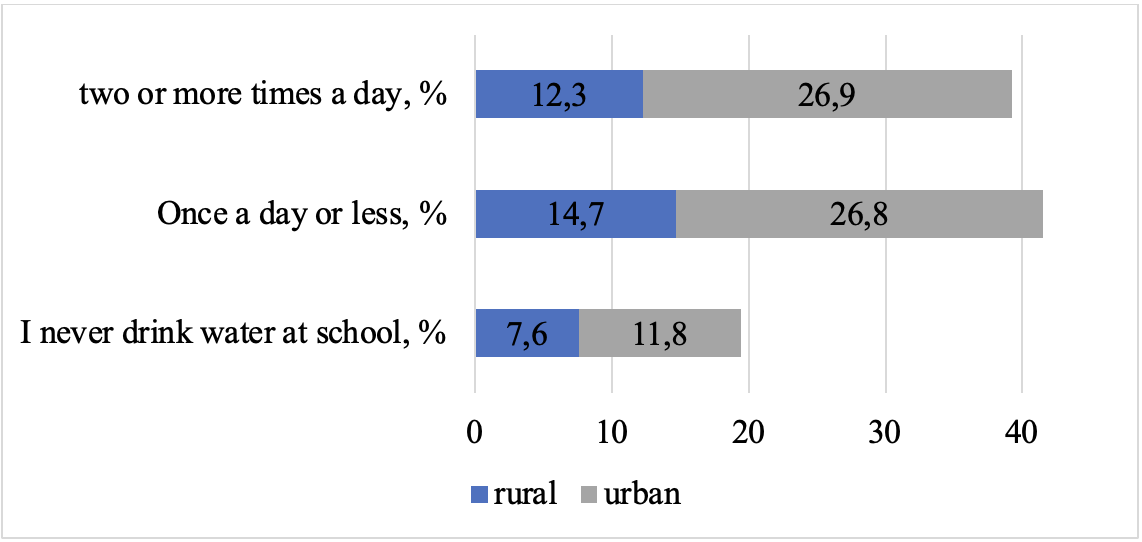 two or more times a day, %
12,3
26,9
Once a day or less, %
14,7
26,8
I never drink water at school, %
7,6
11,8
0 10 20 30 40
rural urban